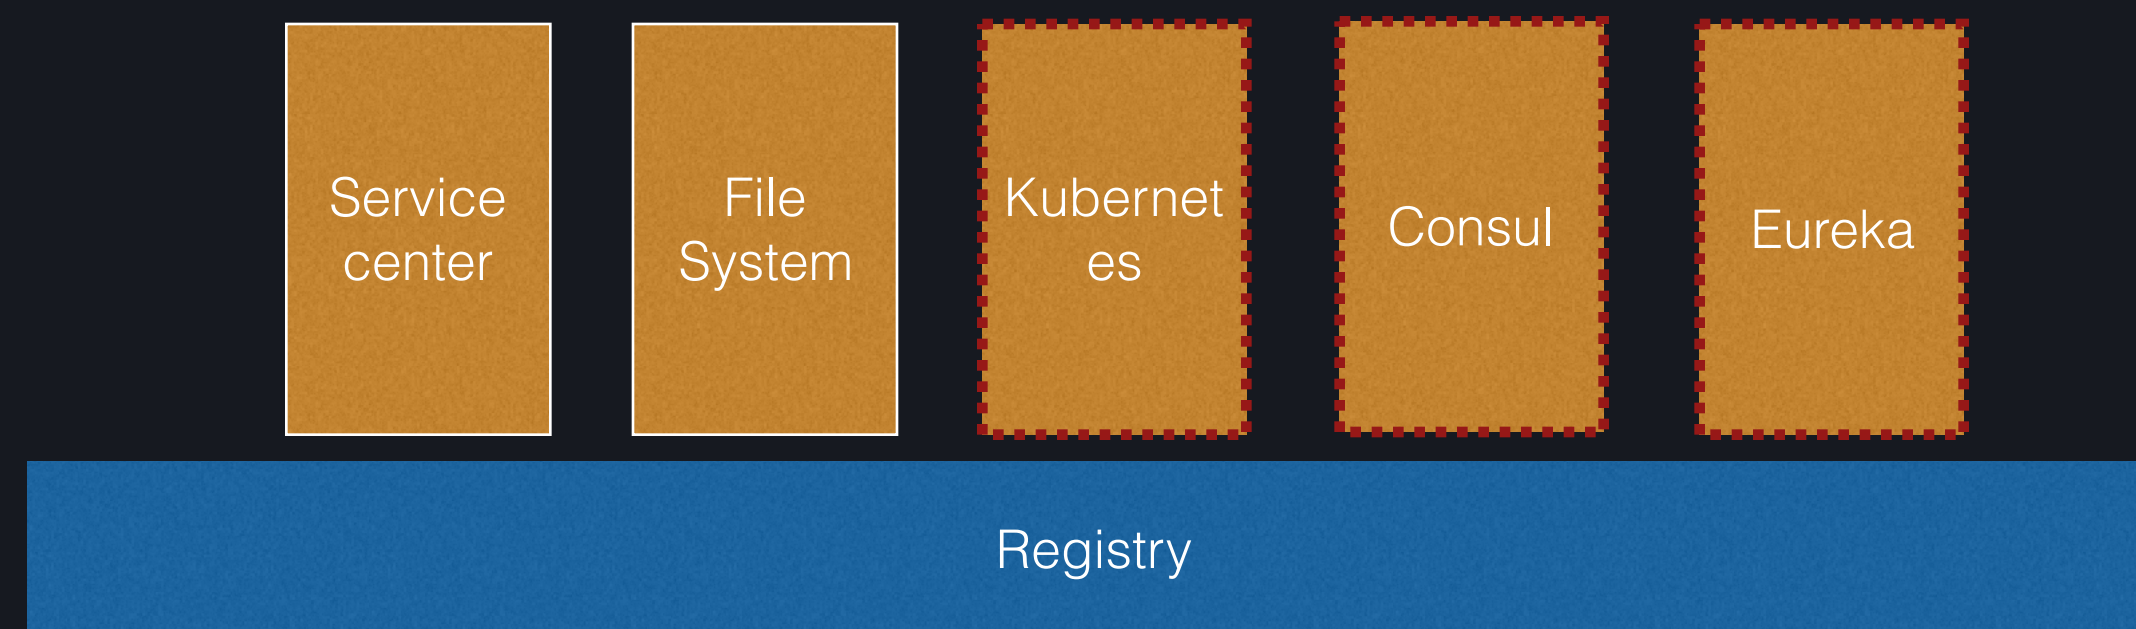 Service
center
File
System
Kubernet
es
Consul
Eureka
Registry